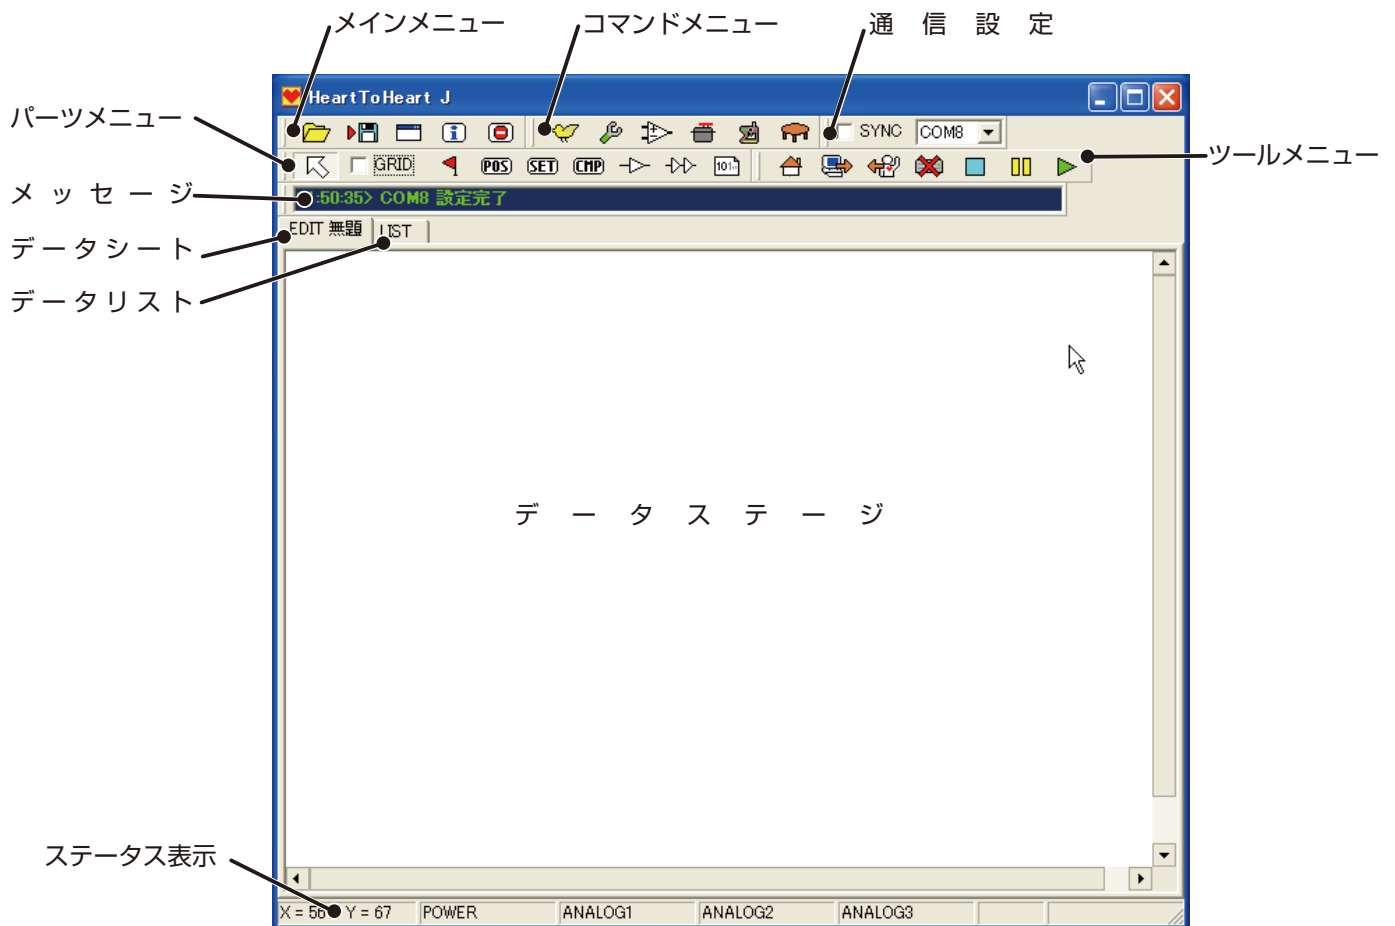 メインメニュー
コマンドメニュー
通信設定
HeartToHeart J
パーツメニュー
SYNC COM8
GRID POS SET CMP 101..
ツールメニュー
メッセージ
:50:35> COM8 設定完了
EDIT 無題 LIST
データシート
データリスト
データステージ
ステータス表示
X = 56 Y = 67 POWER ANALOG1 ANALOG2 ANALOG3